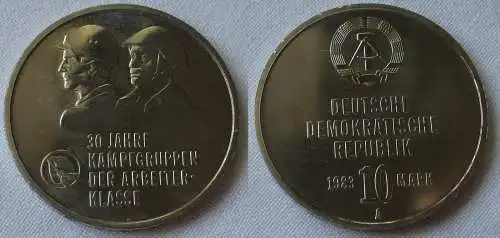 30 JAHRE
KAMPFGRUPPEN
DER ARBEITER-
KLASSE
DEUTSCHE
DEMOKRATISCHE
REPUBLIK
1983 10 MARK
A